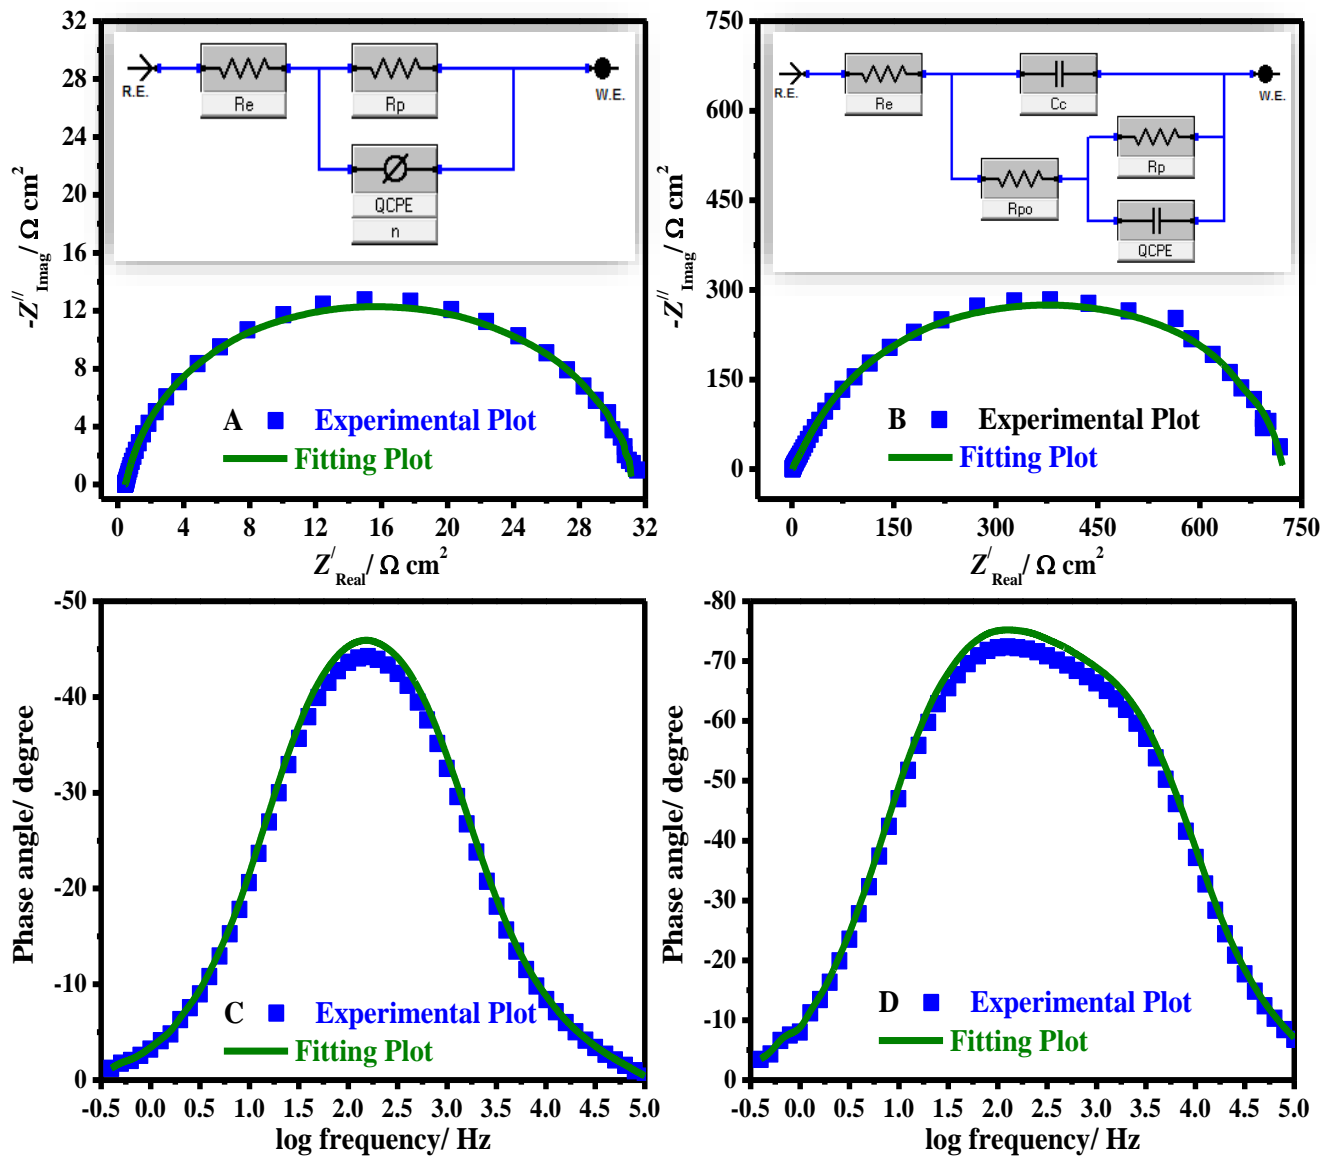 32
28
24
20
16
12
8
4
0
-Z// Imag/ Ω cm2
R.E.
Re
Rp
W.E.
QCPE
n
A Experimental Plot
Fitting Plot
0 4 8 12 16 20 24 28 32
Z/ Real/ Ω cm2
750
600
450
300
150
0
-Z// Imag/ Ω cm2
R.E.
Re
Cc
W.E.
Rp
Rpo
QCPE
B Experimental Plot
Fitting Plot
0 150 300 450 600 750
Z/ Real/ Ω cm2
-50
-40
-30
-20
-10
0
Phase angle/ degree
C Experimental Plot
Fitting Plot
-0.5 0.0 0.5 1.0 1.5 2.0 2.5 3.0 3.5 4.0 4.5 5.0
log frequency/ Hz
-80
-70
-60
-50
-40
-30
-20
-10
0
Phase angle/ degree
D Experimental Plot
Fitting Plot
-0.5 0.0 0.5 1.0 1.5 2.0 2.5 3.0 3.5 4.0 4.5 5.0
log frequency/ Hz